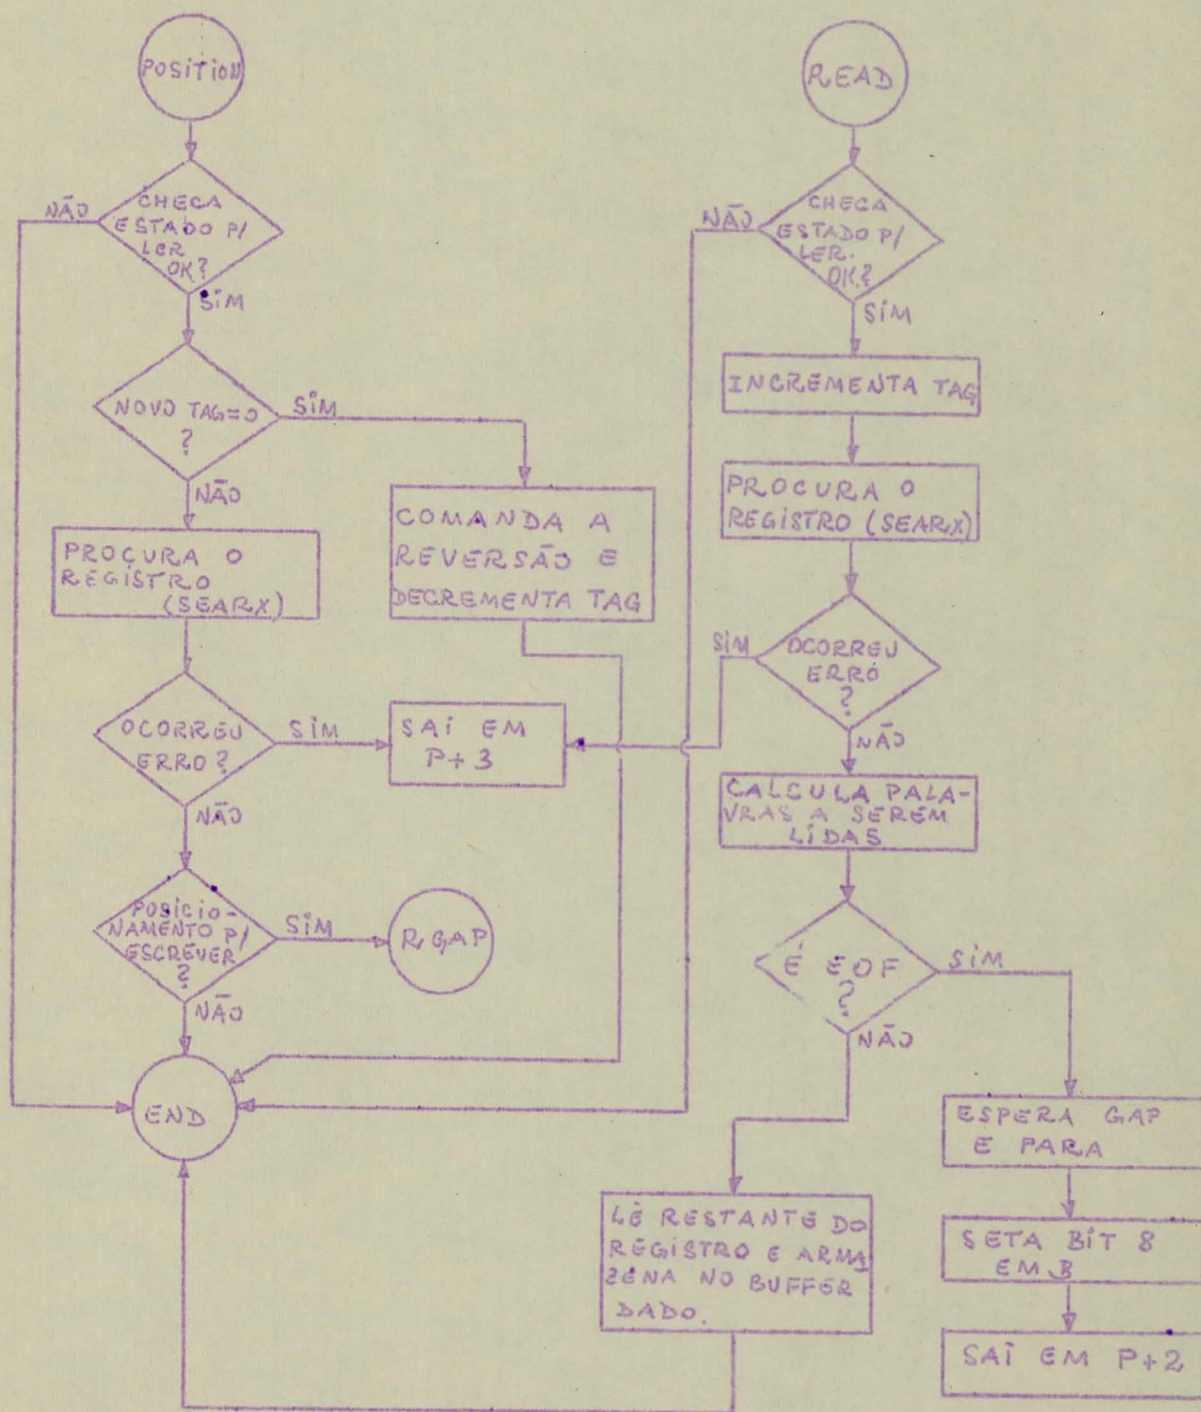 POSITION
CHECA
ESTADO P/
LER
OK?
NÃO
SIM
NOVO TAG=0
?
SIM
NÃO
PROCURA O
REGISTRO
(SEARX)
COMANDA A
REVERSÃO E
DECREMENTA TAG
OCORREU
ERRO?
SIM
NÃO
SAI EM
P+3
POSICIO-
NAMENTO P/
ESCREVER
?
SIM
NÃO
RGAP
END
READ
CHECA
ESTADO P/
LER.
OK?
NÃO
SIM
INCREMENTA TAG
PROCURA O
REGISTRO (SEARX)
OCORREU
ERRO
?
SIM
NÃO
CALCULA PALA-
VRAS A SEREM
LIDAS
É EOF
?
SIM
NÃO
LÊ RESTANTE DO
REGISTRO E ARMA
ZENA NO BUFFER
DADO.
ESPERA GAP
E PARA
SETA BIT 8
EM B
SAI EM P+2